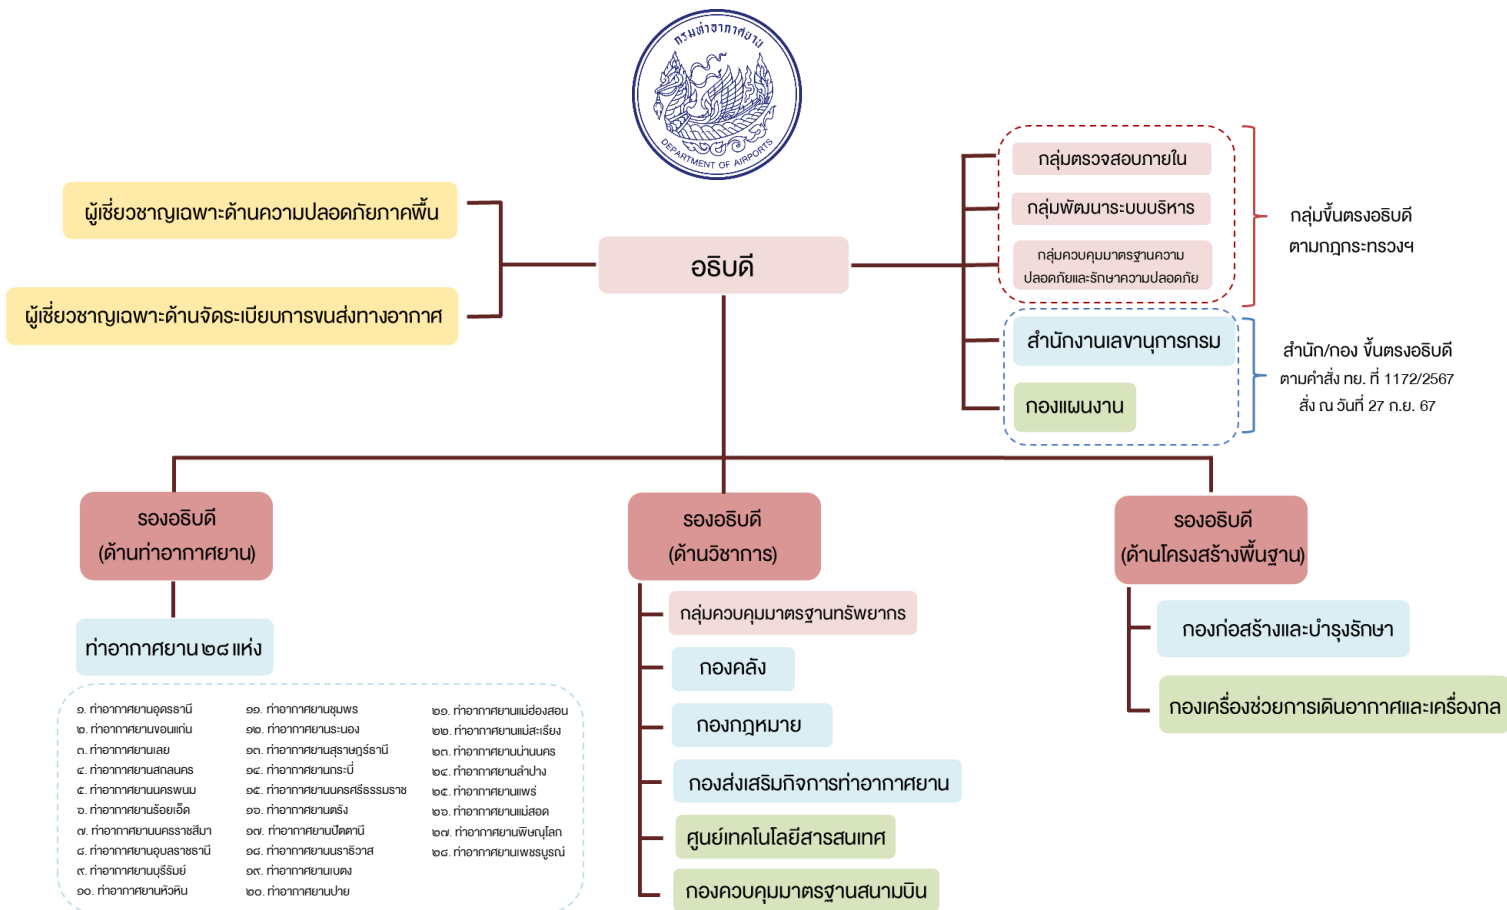 กรมท่าอากาศยาน
DEPARTMENT OF AIRPORTS
ผู้เชี่ยวชาญเฉพาะด้านความปลอดภัยภาคพื้น
ผู้เชี่ยวชาญเฉพาะด้านจัดระเบียบการขนส่งทางอากาศ
อธิบดี
กลุ่มตรวจสอบภายใน
กลุ่มพัฒนาระบบบริหาร
กลุ่มควบคุมมาตรฐานความ
ปลอดภัยและรักษาความปลอดภัย
กลุ่มขึ้นตรงอธิบดี
ตามกฎกระทรวงฯ
สำนักงานเลขานุการกรม
กองแผนงาน
สำนัก/กอง ขึ้นตรงอธิบดี
ตามคำสั่ง ทย. ที่ 1172/2567
สั่ง ณ วันที่ 27 ก.ย. 67
รองอธิบดี
(ด้านท่าอากาศยาน)
ท่าอากาศยาน ๒๘ แห่ง
๑. ท่าอากาศยานอุดรธานี
๒. ท่าอากาศยานขอนแก่น
๓. ท่าอากาศยานเลย
๔. ท่าอากาศยานสกลนคร
๕. ท่าอากาศยานนครพนม
๖. ท่าอากาศยานร้อยเอ็ด
๗. ท่าอากาศยานนครราชสีมา
๘. ท่าอากาศยานอุบลราชธานี
๙. ท่าอากาศยานบุรีรัมย์
๑๐. ท่าอากาศยานหัวหิน
๑๑. ท่าอากาศยานชุมพร
๑๒. ท่าอากาศยานระนอง
๑๓. ท่าอากาศยานสุราษฎร์ธานี
๑๔. ท่าอากาศยานกระบี่
๑๕. ท่าอากาศยานนครศรีธรรมราช
๑๖. ท่าอากาศยานตรัง
๑๗. ท่าอากาศยานปัตตานี
๑๘. ท่าอากาศยานนราธิวาส
๑๙. ท่าอากาศยานเบตง
๒๐. ท่าอากาศยานปาย
๒๑. ท่าอากาศยานแม่ฮ่องสอน
๒๒. ท่าอากาศยานแม่สะเรียง
๒๓. ท่าอากาศยานน่านนคร
๒๔. ท่าอากาศยานลำปาง
๒๕. ท่าอากาศยานแพร่
๒๖. ท่าอากาศยานแม่สอด
๒๗. ท่าอากาศยานพิษณุโลก
๒๘. ท่าอากาศยานเพชรบูรณ์
รองอธิบดี
(ด้านวิชาการ)
กลุ่มควบคุมมาตรฐานทรัพยากร
กองคลัง
กองกฎหมาย
กองส่งเสริมกิจการท่าอากาศยาน
ศูนย์เทคโนโลยีสารสนเทศ
กองควบคุมมาตรฐานสนามบิน
รองอธิบดี
(ด้านโครงสร้างพื้นฐาน)
กองก่อสร้างและบำรุงรักษา
กองเครื่องช่วยการเดินอากาศและเครื่องกล